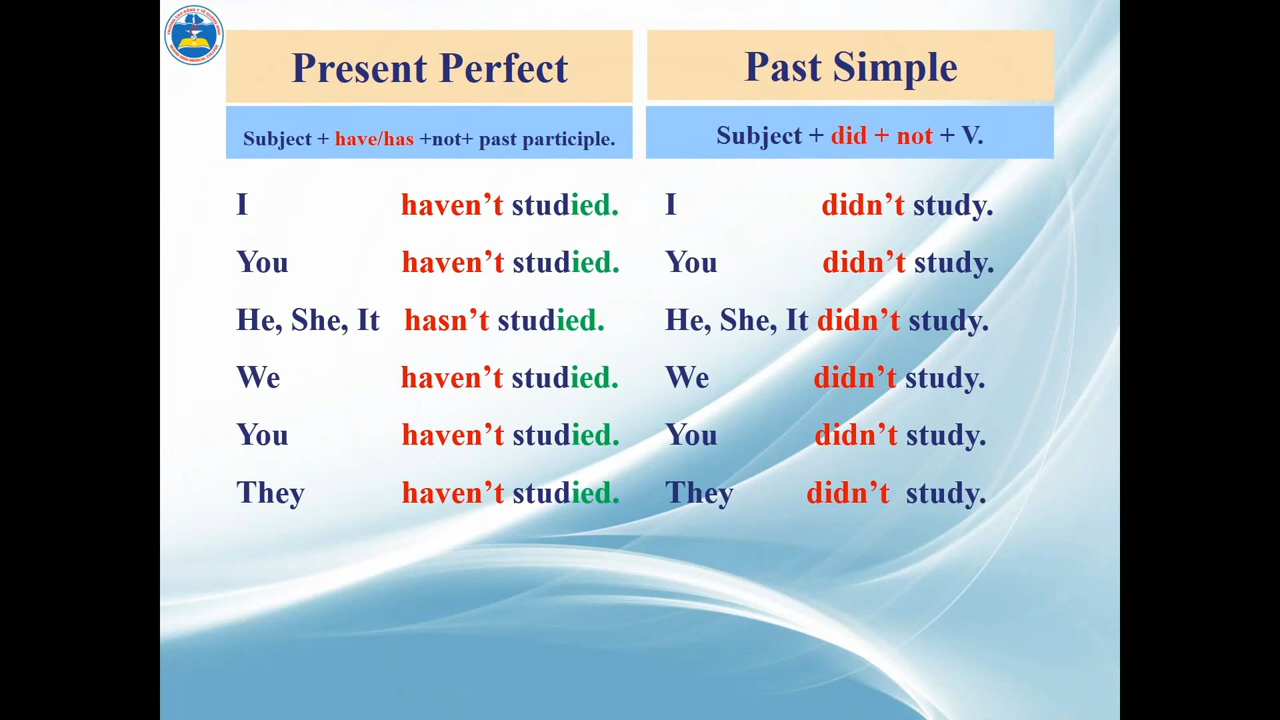 Present Perfect
Subject + have/has +not+ past participle.
I haven’t studied.
You haven’t studied.
He, She, It hasn’t studied.
We haven’t studied.
You haven’t studied.
They haven’t studied.
Past Simple
Subject + did + not + V.
I didn’t study.
You didn’t study.
He, She, It didn’t study.
We didn’t study.
You didn’t study.
They didn’t study.